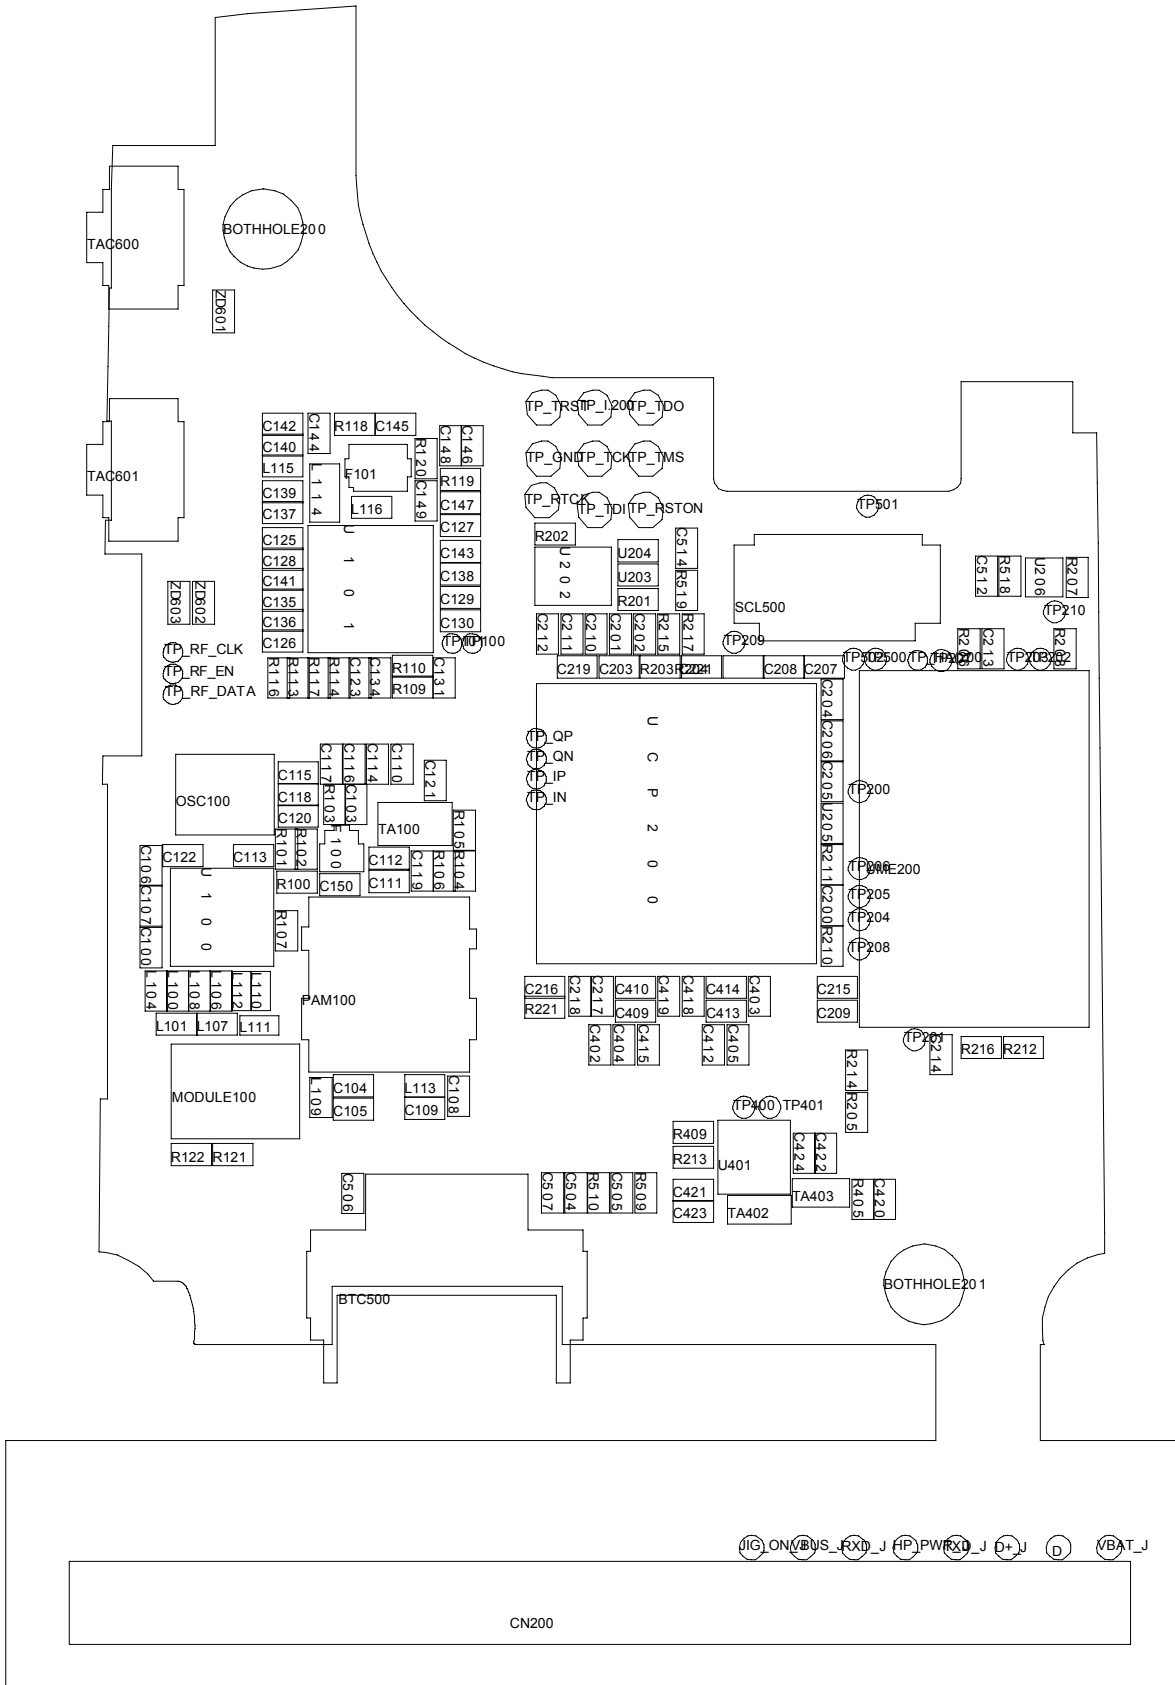 TAC600
BOTHHOLE200
ZD601
TP_TRST
TP_I.200
TP_TDO
C142
C144
R118
C145
C140
C148
C146
R120
TAC601
L115
L114
F101
TP_GND
TP_TCK
TP_TMS
R119
C139
C149
C137
L116
C147
TP_RTCK
TP_TDI
TP_RSTON
TP501
C127
C125
U101
R202
C514
U204
C143
C128
U202
C141
C138
U203
R519
SCL500
C512
R518
U206
R207
ZD603
ZD602
C135
C129
R201
C136
C130
TP210
C126
TP101
TP100
C212
C211
C210
C201
C202
R215
R217
TP209
TP_RF_CLK
C213
TP_RF_EN
TP_RF_DATA
R116
R113
R117
R114
C123
C134
R110
R109
C131
C219
C203
R203
C208
C207
TP502
TP500
TP203
UCP200
C204
TP_QP
TP_QN
TP_IP
TP_IN
C206
C205
TP200
C117
C116
C114
C110
C115
C121
OSC100
C118
R103
C103
C120
TA100
R105
U205
F100
C106
C122
C113
R101
R102
C112
R211
TP206
UME200
R100
C150
C111
C119
R106
R104
U100
C107
TP205
C200
TP204
R107
C100
R210
TP208
L104
L100
L108
L106
L112
L110
PAM100
C216
C218
C217
C410
C419
C418
C414
C403
C215
R221
C409
C413
C209
L101
L107
L111
C402
C404
C415
C412
C405
TP201
C214
R216
R212
MODULE100
R214
L109
C104
L113
C108
C105
C109
R205
TP400
TP401
R122
R121
R409
R213
U401
C424
C422
C506
C507
C504
R510
C505
R509
C421
C423
TA402
TA403
R405
C420
BOTHHOLE201
BTC500
JIG_ON_J
VBUS_J
RXD_J
HP_PWR_J
TXD_J
D+_J
D
VBAT_J
CN200